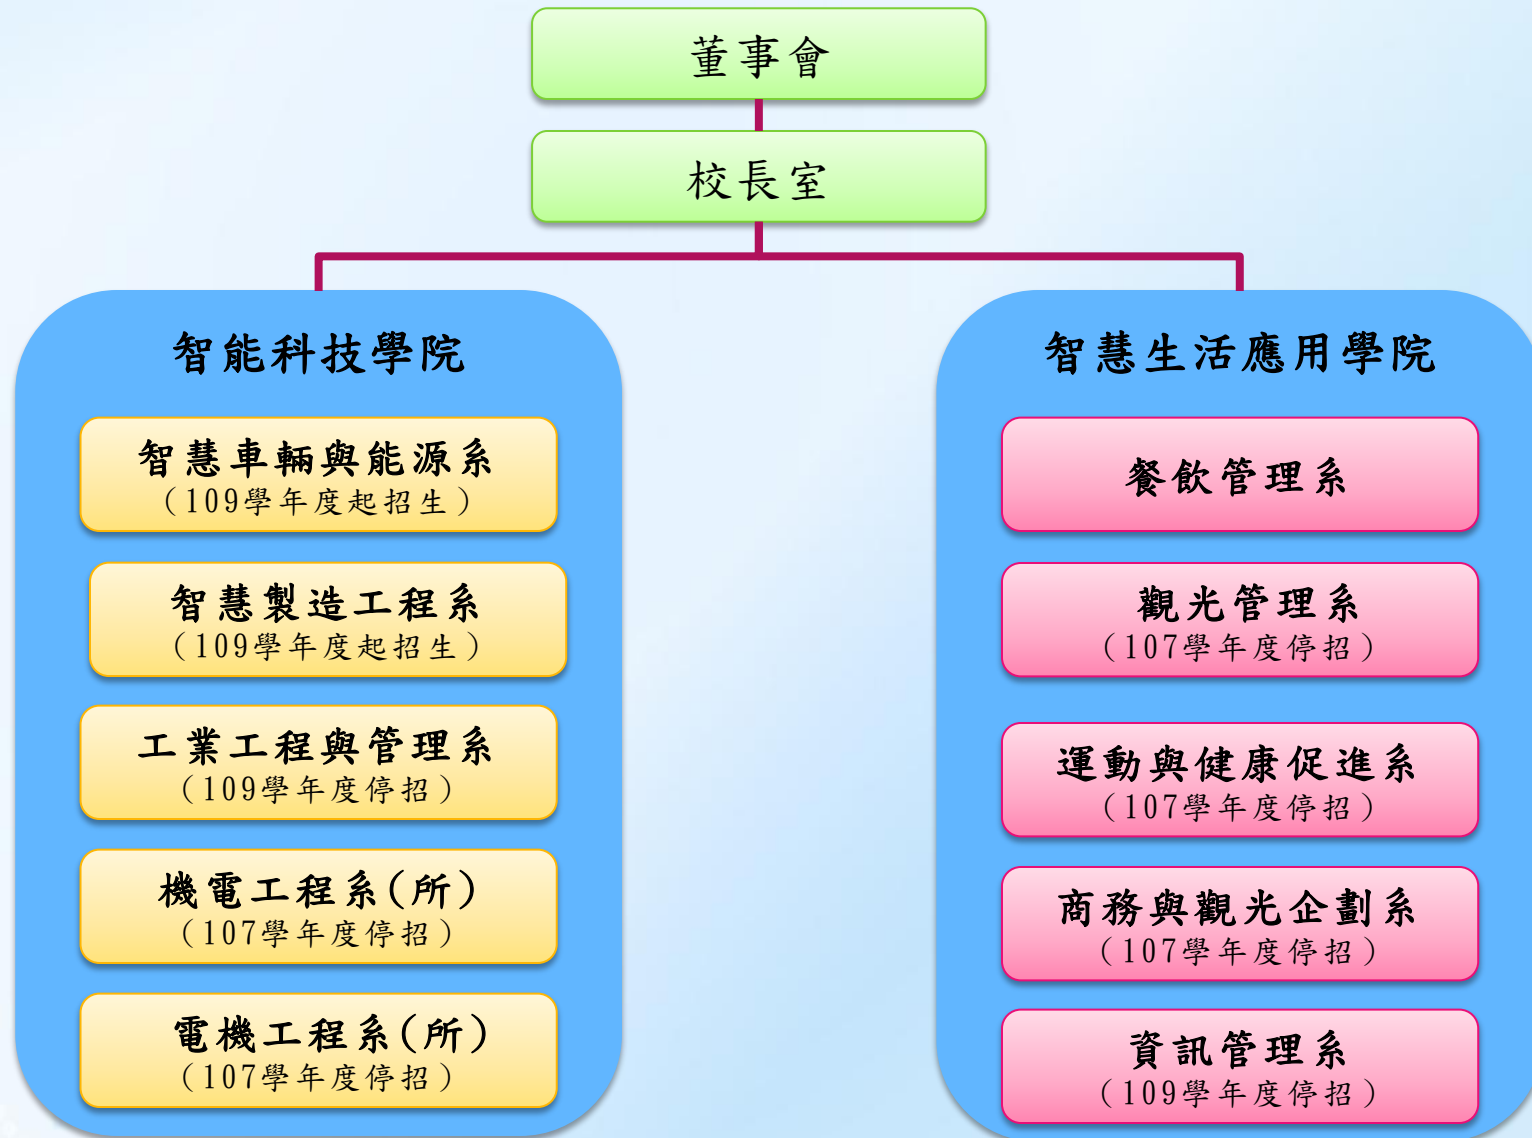 董事會
校長室
智能科技學院
智慧車輛與能源系
（109學年度起招生）
智慧製造工程系
（109學年度起招生）
工業工程與管理系
（109學年度停招）
機電工程系(所)
（107學年度停招）
電機工程系(所)
（107學年度停招）
智慧生活應用學院
餐飲管理系
觀光管理系
（107學年度停招）
運動與健康促進系
（107學年度停招）
商務與觀光企劃系
（107學年度停招）
資訊管理系
（109學年度停招）